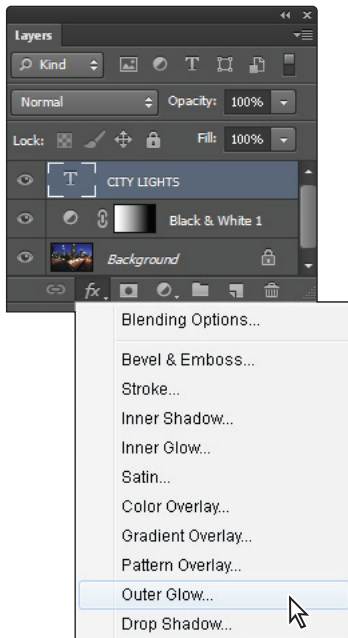 Layers
Kind T
Normal Opacity: 100%
Lock: Fill: 100%
T CITY LIGHTS
Black & White 1
Background
fx
Blending Options...
Bevel & Emboss...
Stroke...
Inner Shadow...
Inner Glow...
Satin...
Color Overlay...
Gradient Overlay...
Pattern Overlay...
Outer Glow...
Drop Shadow...